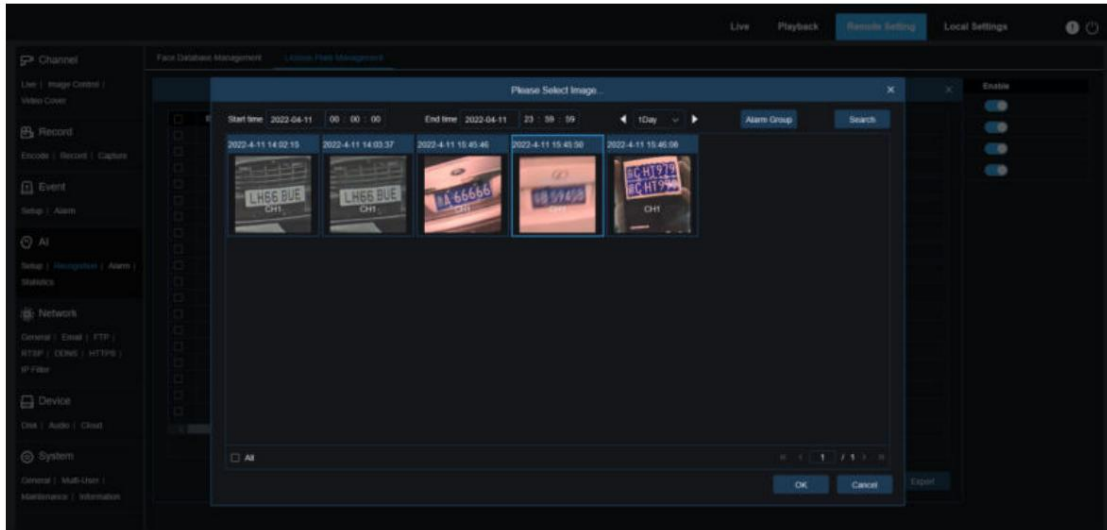 Live Playback Remote Setting Local Settings
Channel
Live | Image Control |
Video Cover
Face Database Management License Plate Management
Please Select Image...
Enable
Start time 2022-04-11 00 : 00 : 00 End time 2022-04-11 23 : 59 : 59 1Day Alarm Group Search
Record
Encode | Record | Capture
2022-4-11 14:02:15 2022-4-11 14:03:37 2022-4-11 15:45:46 2022-4-11 15:45:50 2022-4-11 15:46:06
LH66 BUE
CH1
LH66 BUE
CH1
A 66666
CH1
CH1
CHT979
CH1
Event
Setup | Alarm
AI
Setup | Recognition | Alarm |
Statistics
Network
General | Email | FTP |
RTSP | DDNS | HTTPS |
IP Filter
Device
Disk | Audio | Cloud
System
General | Multi-User |
Maintenance | Information
All
1 / 1
OK Cancel Export